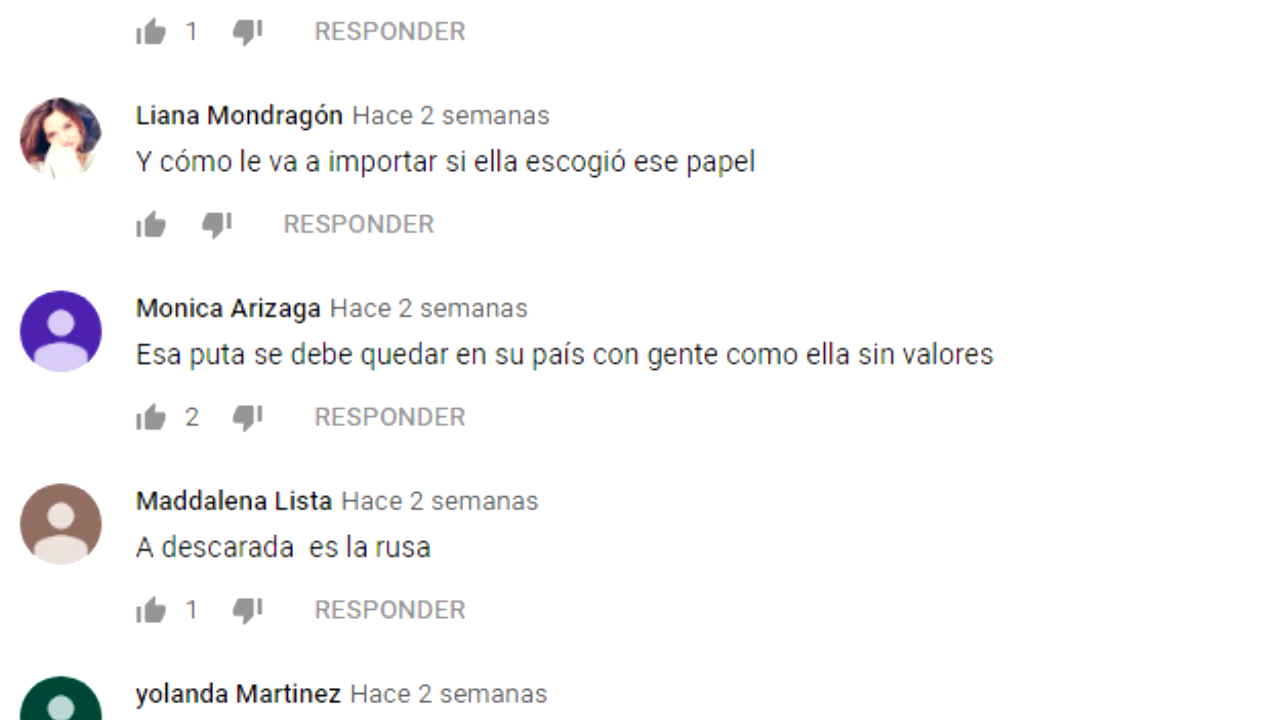 1 RESPONDER
Liana Mondragón Hace 2 semanas
Y cómo le va a importar si ella escogió ese papel
RESPONDER
Monica Arizaga Hace 2 semanas
Esa puta se debe quedar en su país con gente como ella sin valores
2 RESPONDER
Maddalena Lista Hace 2 semanas
A descarada  es la rusa
1 RESPONDER
yolanda Martinez Hace 2 semanas